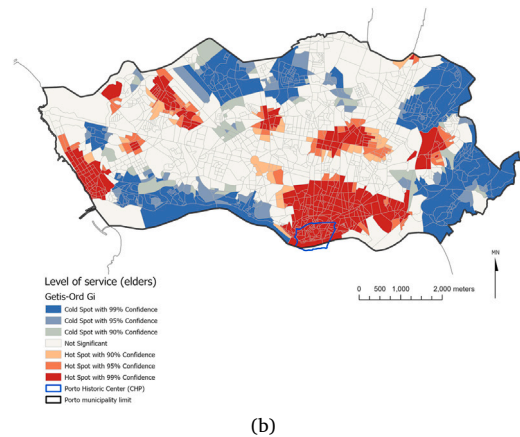 MN
0 500 1,000 2,000 meters
Level of service (elders)
Getis-Ord Gi
Cold Spot with 99% Confidence
Cold Spot with 95% Confidence
Cold Spot with 90% Confidence
Not Significant
Hot Spot with 90% Confidence
Hot Spot with 95% Confidence
Hot Spot with 99% Confidence
Porto Historic Center (CHP)
Porto municipality limit
(b)